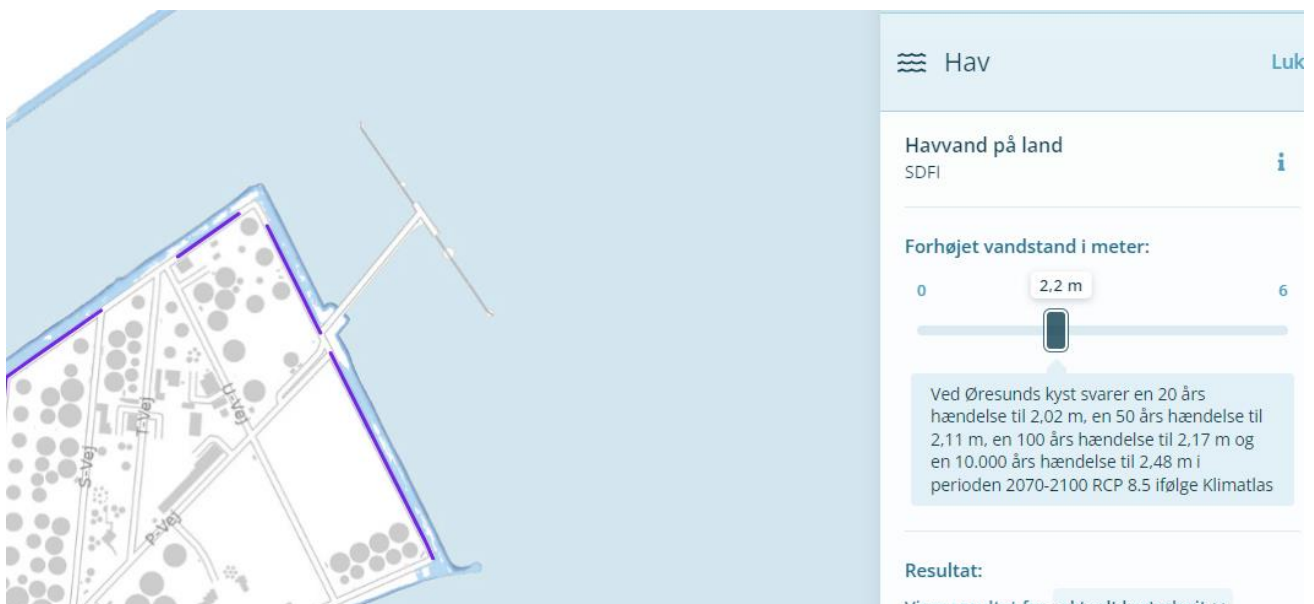 Hav
Luk
Havvand på land
SDFI
i
Forhøjet vandstand i meter:
0
2,2 m
6
Ved Øresunds kyst svarer en 20 års
hændelse til 2,02 m, en 50 års hændelse til
2,11 m, en 100 års hændelse til 2,17 m og
en 10.000 års hændelse til 2,48 m i
perioden 2070-2100 RCP 8.5 ifølge Klimatlas
Resultat:
S-Vej
T-Vej
U-Vej
P-Vej